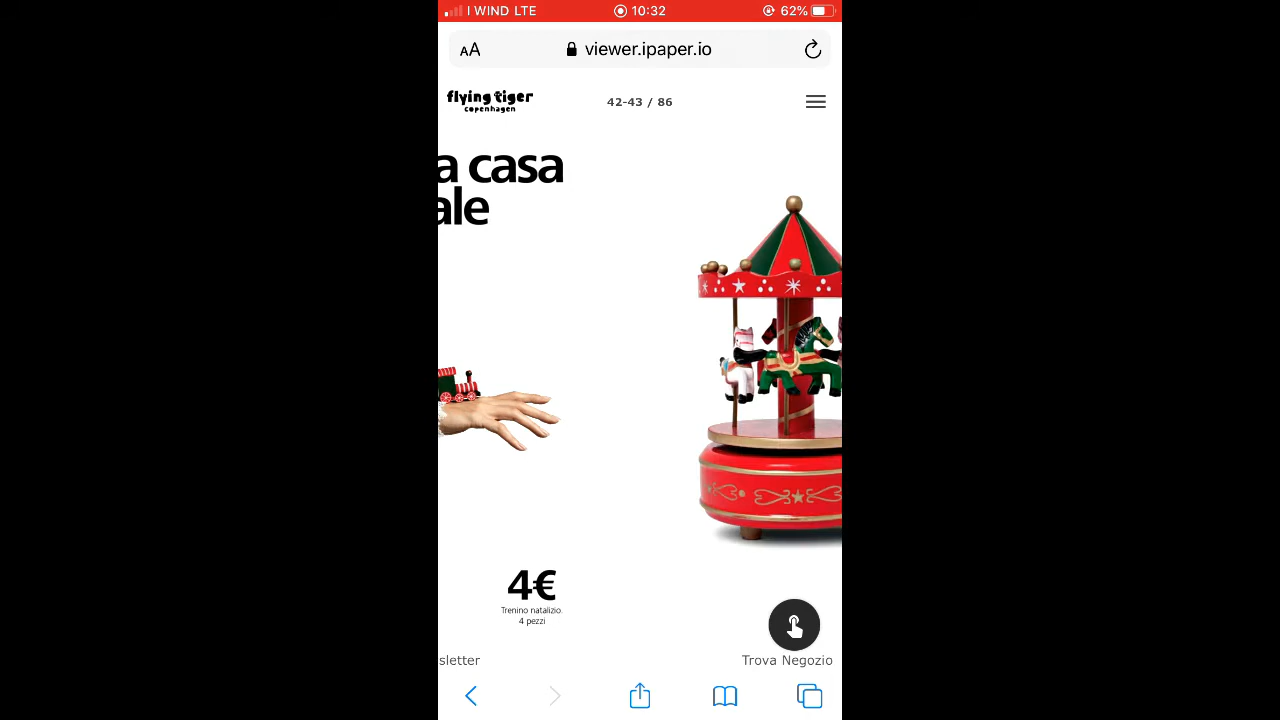 I WIND LTE 10:32 62%
AA viewer.ipaper.io
flying tiger
copenhagen
42-43 / 86
a casa
ale
4€
Trenino natalizio.
4 pezzi
sletter Trova Negozio